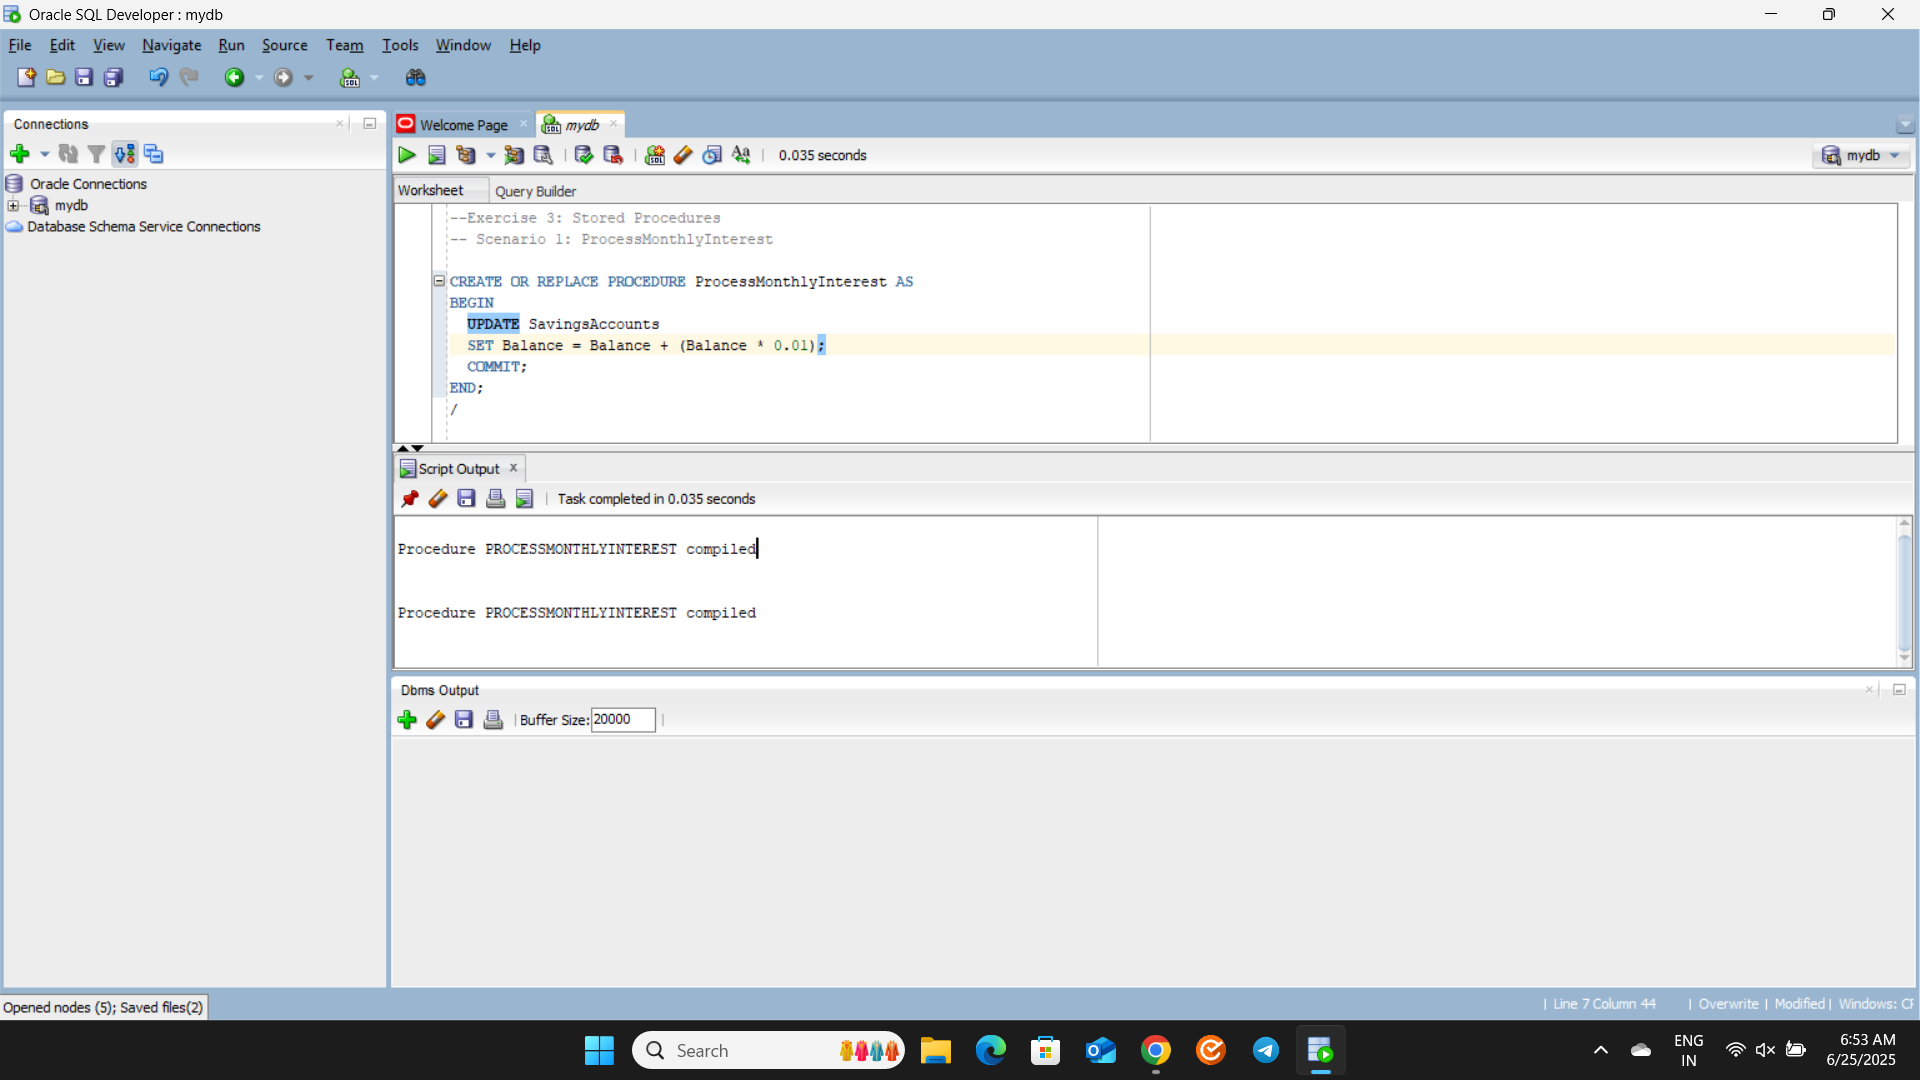 Oracle SQL Developer : mydb
File Edit View Navigate Run Source Team Tools Window Help
Connections
Oracle Connections
mydb
Database Schema Service Connections
Welcome Page
mydb
0.035 seconds
mydb
Worksheet
Query Builder
--Exercise 3: Stored Procedures
-- Scenario 1: ProcessMonthlyInterest
CREATE OR REPLACE PROCEDURE ProcessMonthlyInterest AS
BEGIN
UPDATE SavingsAccounts
SET Balance = Balance + (Balance * 0.01);
COMMIT;
END;
/
Script Output
Task completed in 0.035 seconds
Procedure PROCESSMONTHLYINTEREST compiled
Procedure PROCESSMONTHLYINTEREST compiled
Dbms Output
Buffer Size: 20000
Opened nodes (5); Saved files(2)
| Line 7 Column 44 | Overwrite | Modified | Windows: CF
Search
ENG
IN
6:53 AM
6/25/2025